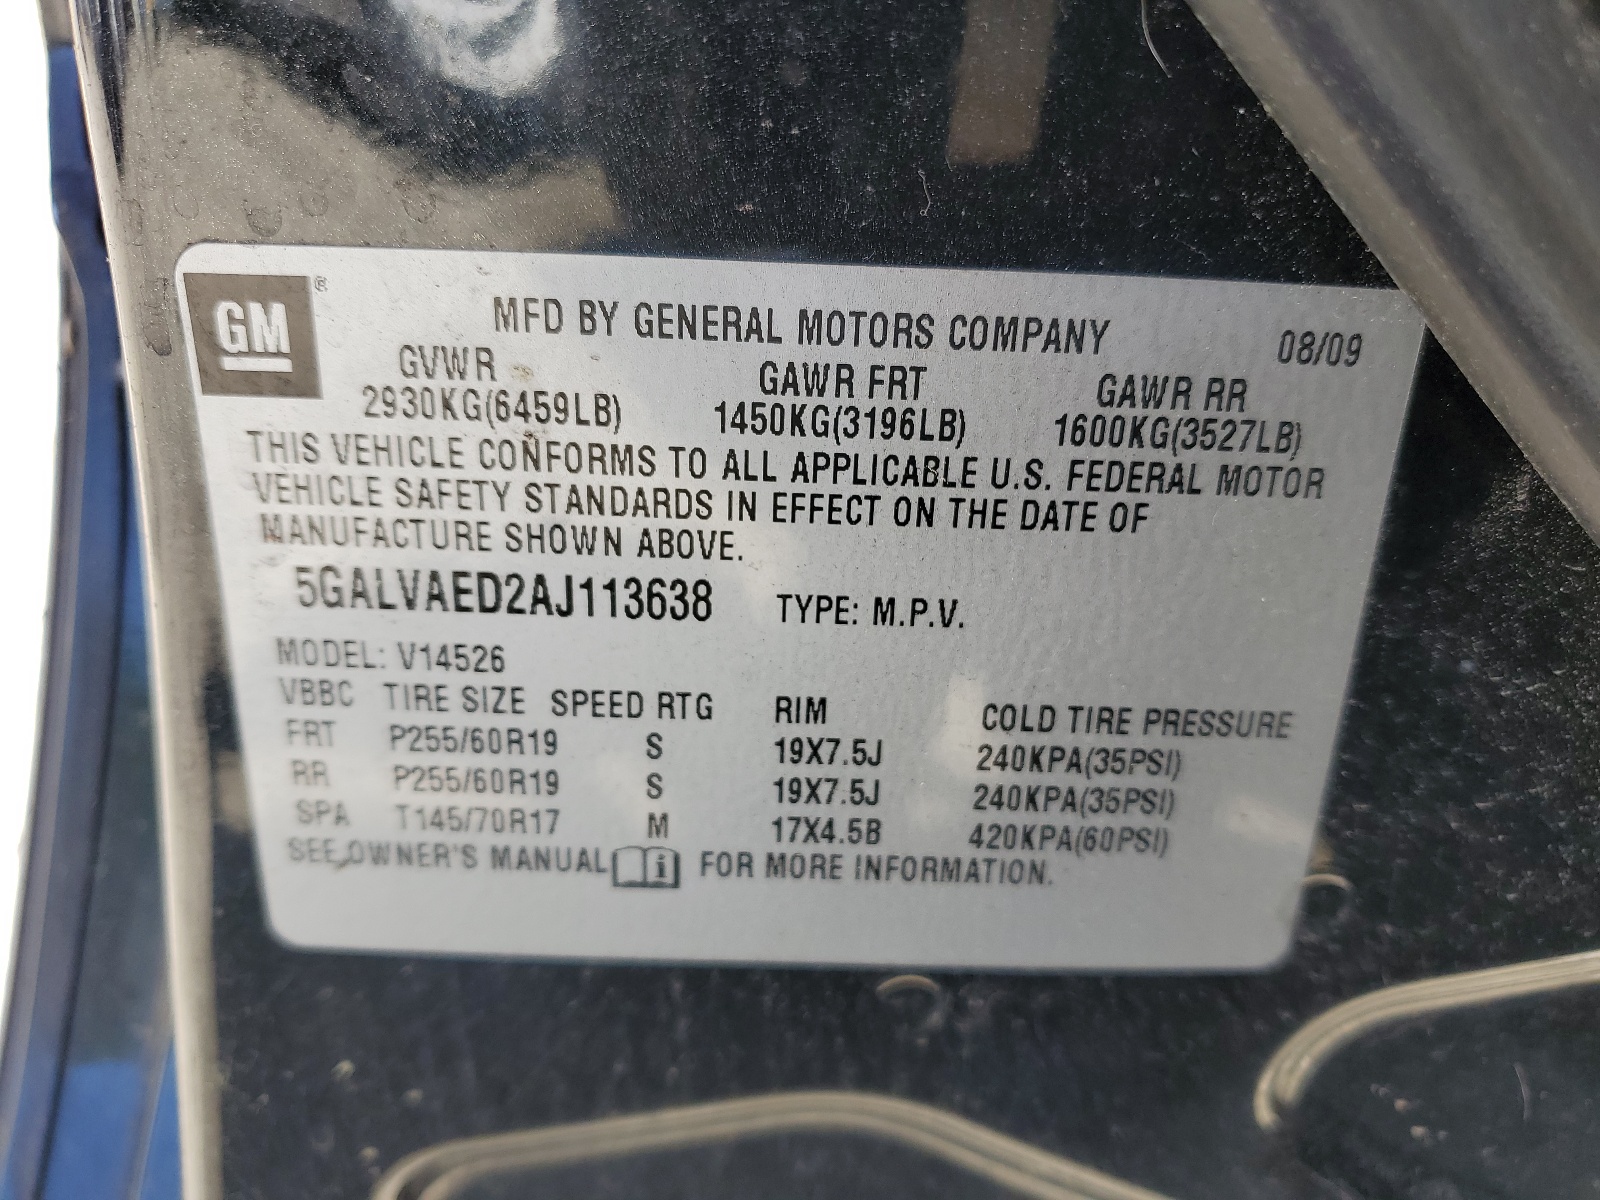 GM ®
MFD BY GENERAL MOTORS COMPANY 08/09
GVWR GAWR FRT GAWR RR
2930KG(6459LB) 1450KG(3196LB) 1600KG(3527LB)
THIS VEHICLE CONFORMS TO ALL APPLICABLE U.S. FEDERAL MOTOR
VEHICLE SAFETY STANDARDS IN EFFECT ON THE DATE OF
MANUFACTURE SHOWN ABOVE.
5GALVAED2AJ113638 TYPE: M.P.V.
MODEL: V14526
VBBC TIRE SIZE SPEED RTG RIM COLD TIRE PRESSURE
FRT P255/60R19 S 19X7.5J 240KPA(35PSI)
RR P255/60R19 S 19X7.5J 240KPA(35PSI)
SPA T145/70R17 M 17X4.5B 420KPA(60PSI)
SEE OWNER'S MANUAL i FOR MORE INFORMATION.